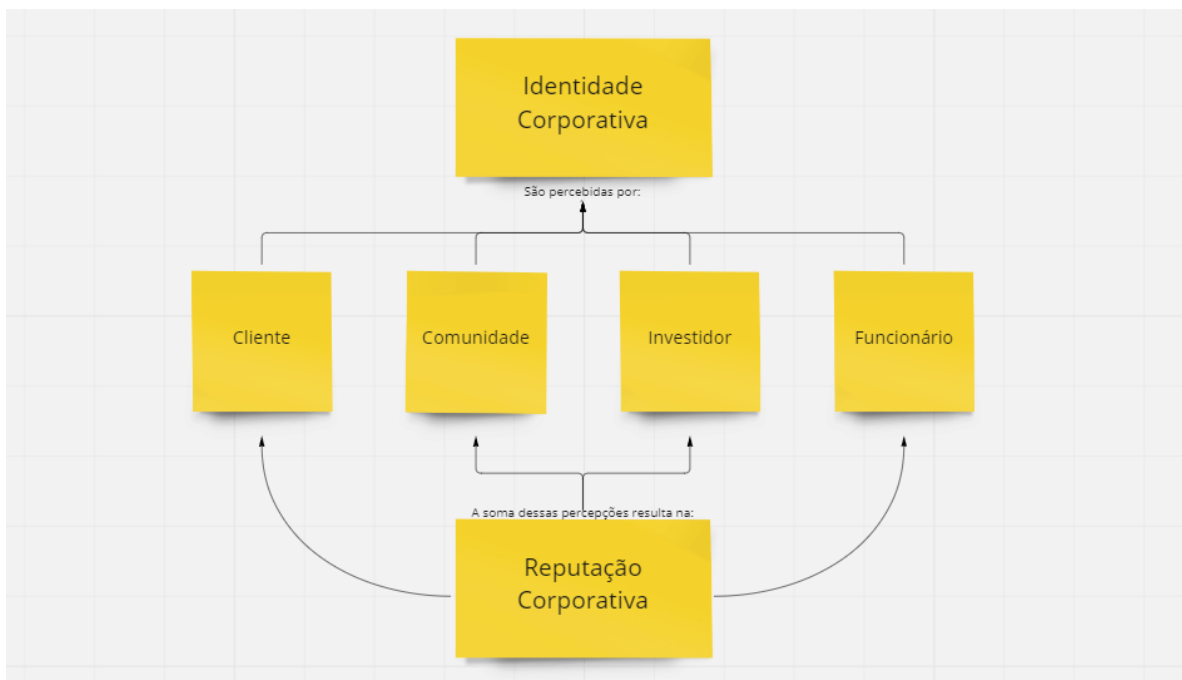 Identidade
Corporativa
São percebidas por:
Cliente
Comunidade
Investidor
Funcionário
A soma dessas percepções resulta na:
Reputação
Corporativa